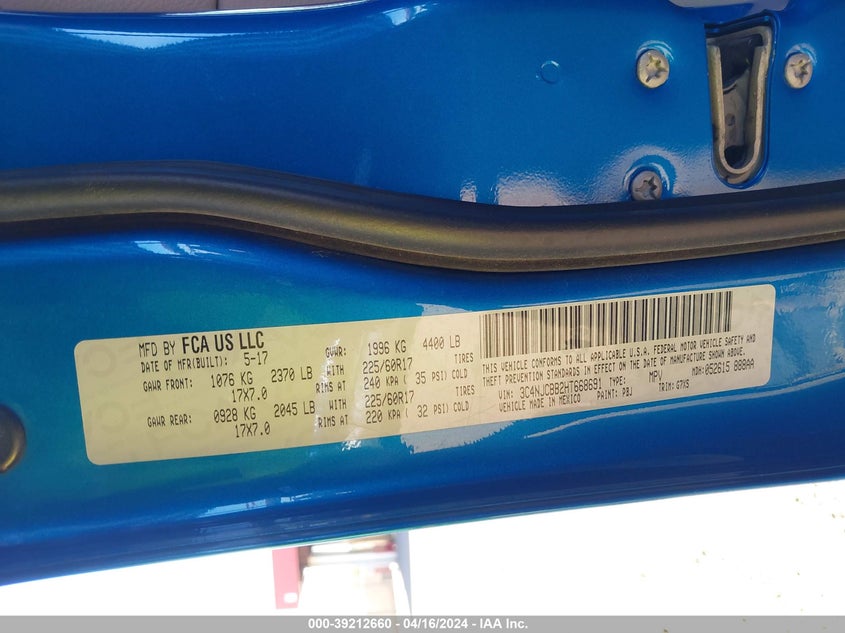 MFD BY FCA US LLC
DATE OF MFR(BUILT): 5-17
GVWR: 1996 KG 4400 LB
GAWR FRONT: 1076 KG 2370 LB WITH 225/60R17 TIRES
17X7.0 RIMS AT 240 KPA ( 35 PSI) COLD
GAWR REAR: 0928 KG 2045 LB WITH 225/60R17 TIRES
17X7.0 RIMS AT 220 KPA ( 32 PSI) COLD
THIS VEHICLE CONFORMS TO ALL APPLICABLE U.S.A. FEDERAL MOTOR VEHICLE SAFETY AND
THEFT PREVENTION STANDARDS IN EFFECT ON THE DATE OF MANUFACTURE SHOWN ABOVE.
VIN: 3C4NJCBB2HT668691 TYPE: MPV MDH: 052615 888AA
VEHICLE MADE IN MEXICO PAINT: PBJ TRIM: G7XS
000-39212660 - 04/16/2024 - IAA Inc.